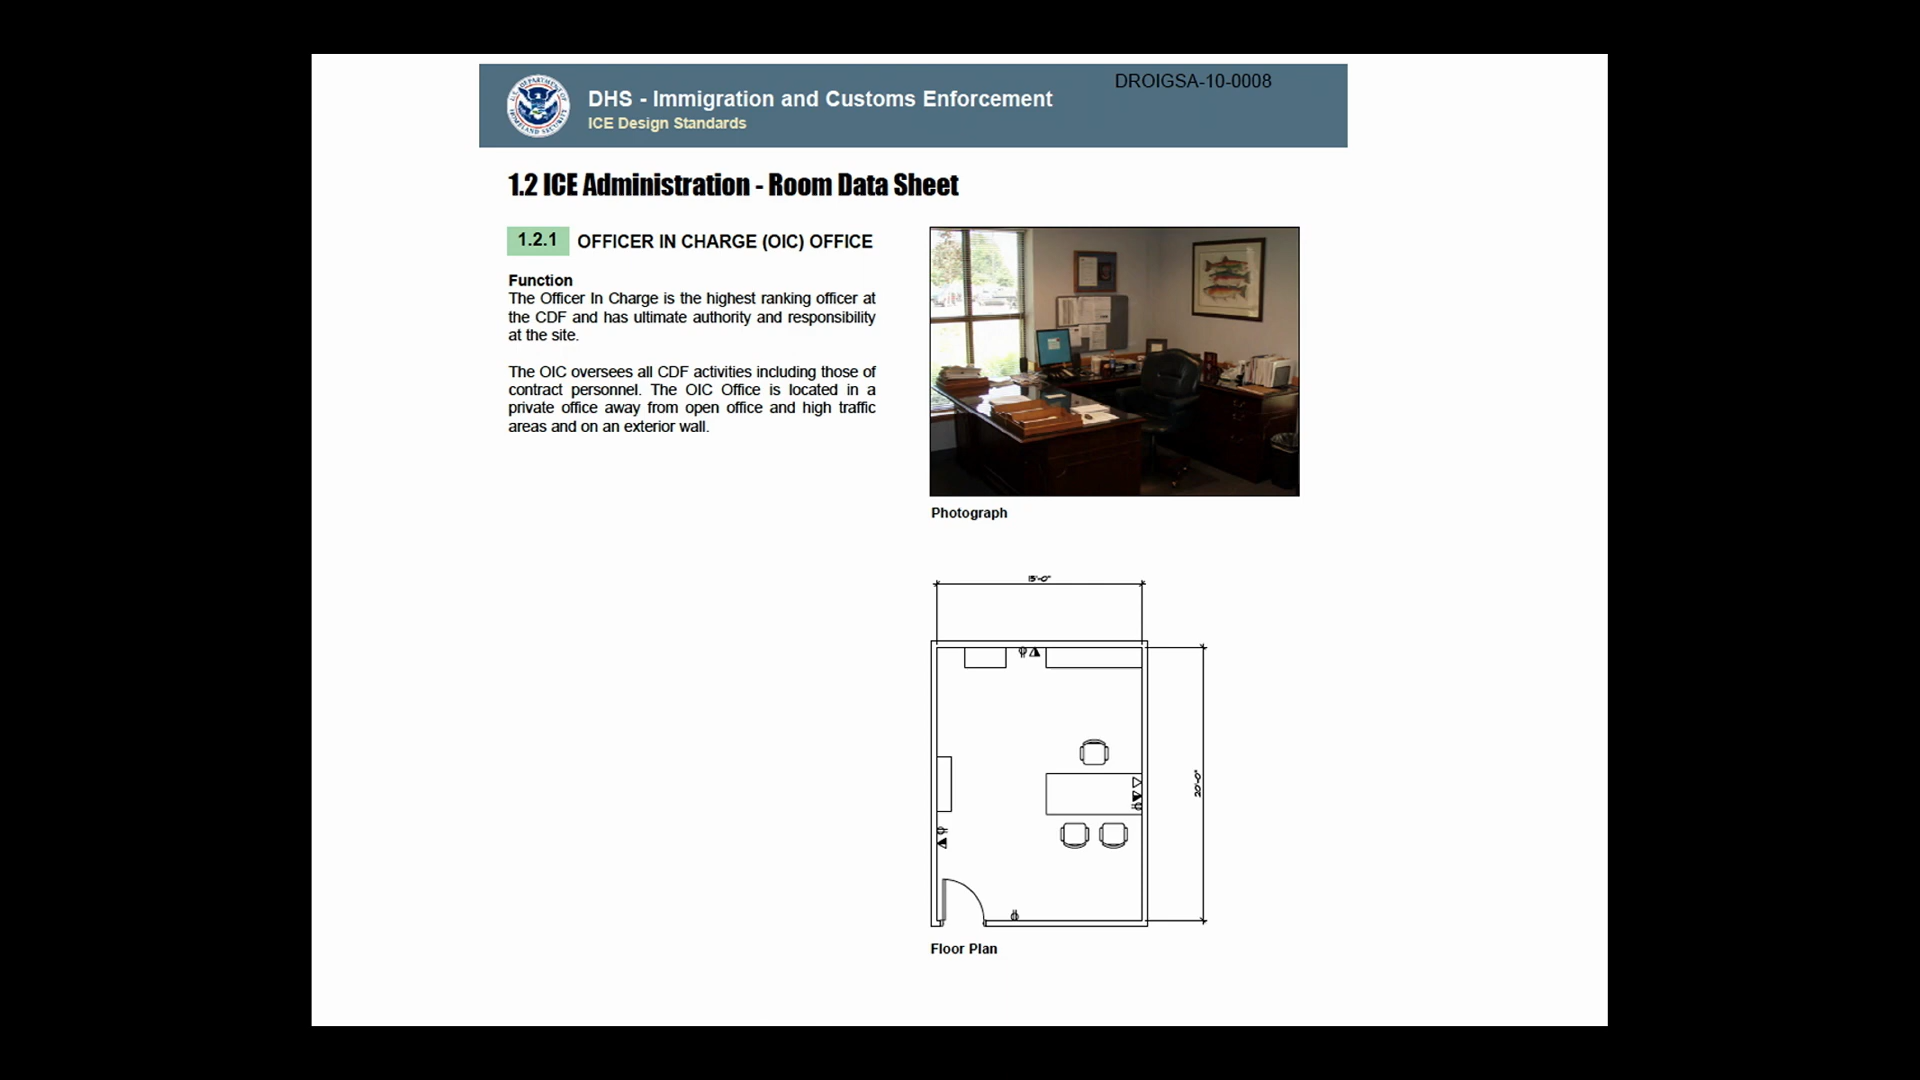 DROIGSA-10-0008
DHS - Immigration and Customs Enforcement
ICE Design Standards
1.2 ICE Administration - Room Data Sheet
1.2.1 OFFICER IN CHARGE (OIC) OFFICE
Function
The Officer In Charge is the highest ranking officer at
the CDF and has ultimate authority and responsibility
at the site.
The OIC oversees all CDF activities including those of
contract personnel. The OIC Office is located in a
private office away from open office and high traffic
areas and on an exterior wall.
Photograph
15'-0"
20'-0"
Floor Plan